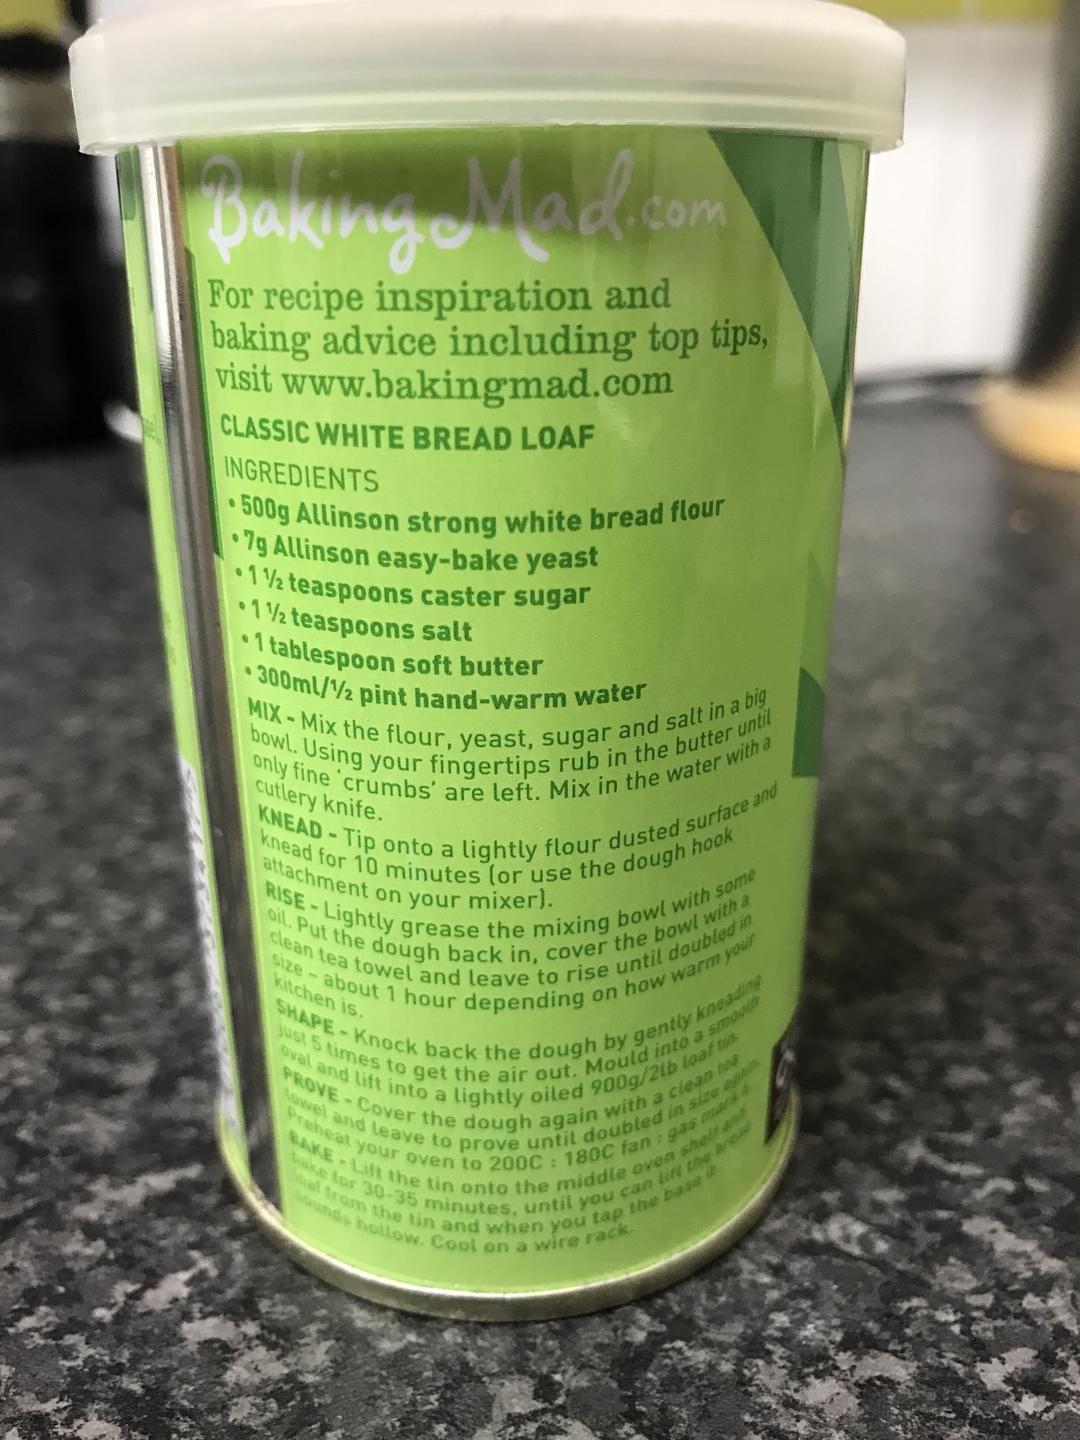 Baking Mad.com
For recipe inspiration and
baking advice including top tips,
visit www.bakingmad.com
CLASSIC WHITE BREAD LOAF
INGREDIENTS
• 500g Allinson strong white bread flour
• 7g Allinson easy-bake yeast
• 1 ½ teaspoons caster sugar
• 1 ½ teaspoons salt
• 1 tablespoon soft butter
• 300ml/½ pint hand-warm water
MIX - Mix the flour, yeast, sugar and salt in a big
bowl. Using your fingertips rub in the butter until
only fine 'crumbs' are left. Mix in the water with a
cutlery knife.
KNEAD - Tip onto a lightly flour dusted surface and
knead for 10 minutes (or use the dough hook
attachment on your mixer).
RISE - Lightly grease the mixing bowl with some
oil. Put the dough back in, cover the bowl with a
clean tea towel and leave to rise until doubled in
size - about 1 hour depending on how warm your
kitchen is.
SHAPE - Knock back the dough by gently kneading
just 5 times to get the air out. Mould into a smooth
oval and lift into a lightly oiled 900g/2lb loaf tin.
PROVE - Cover the dough again with a clean tea
towel and leave to prove until doubled in size again.
Preheat your oven to 200C : 180C fan : gas mark
BAKE - Lift the tin onto the middle oven shelf and
bake for 30-35 minutes, until you can lift the bread
loaf from the tin and when you tap the base it
sounds hollow. Cool on a wire rack.